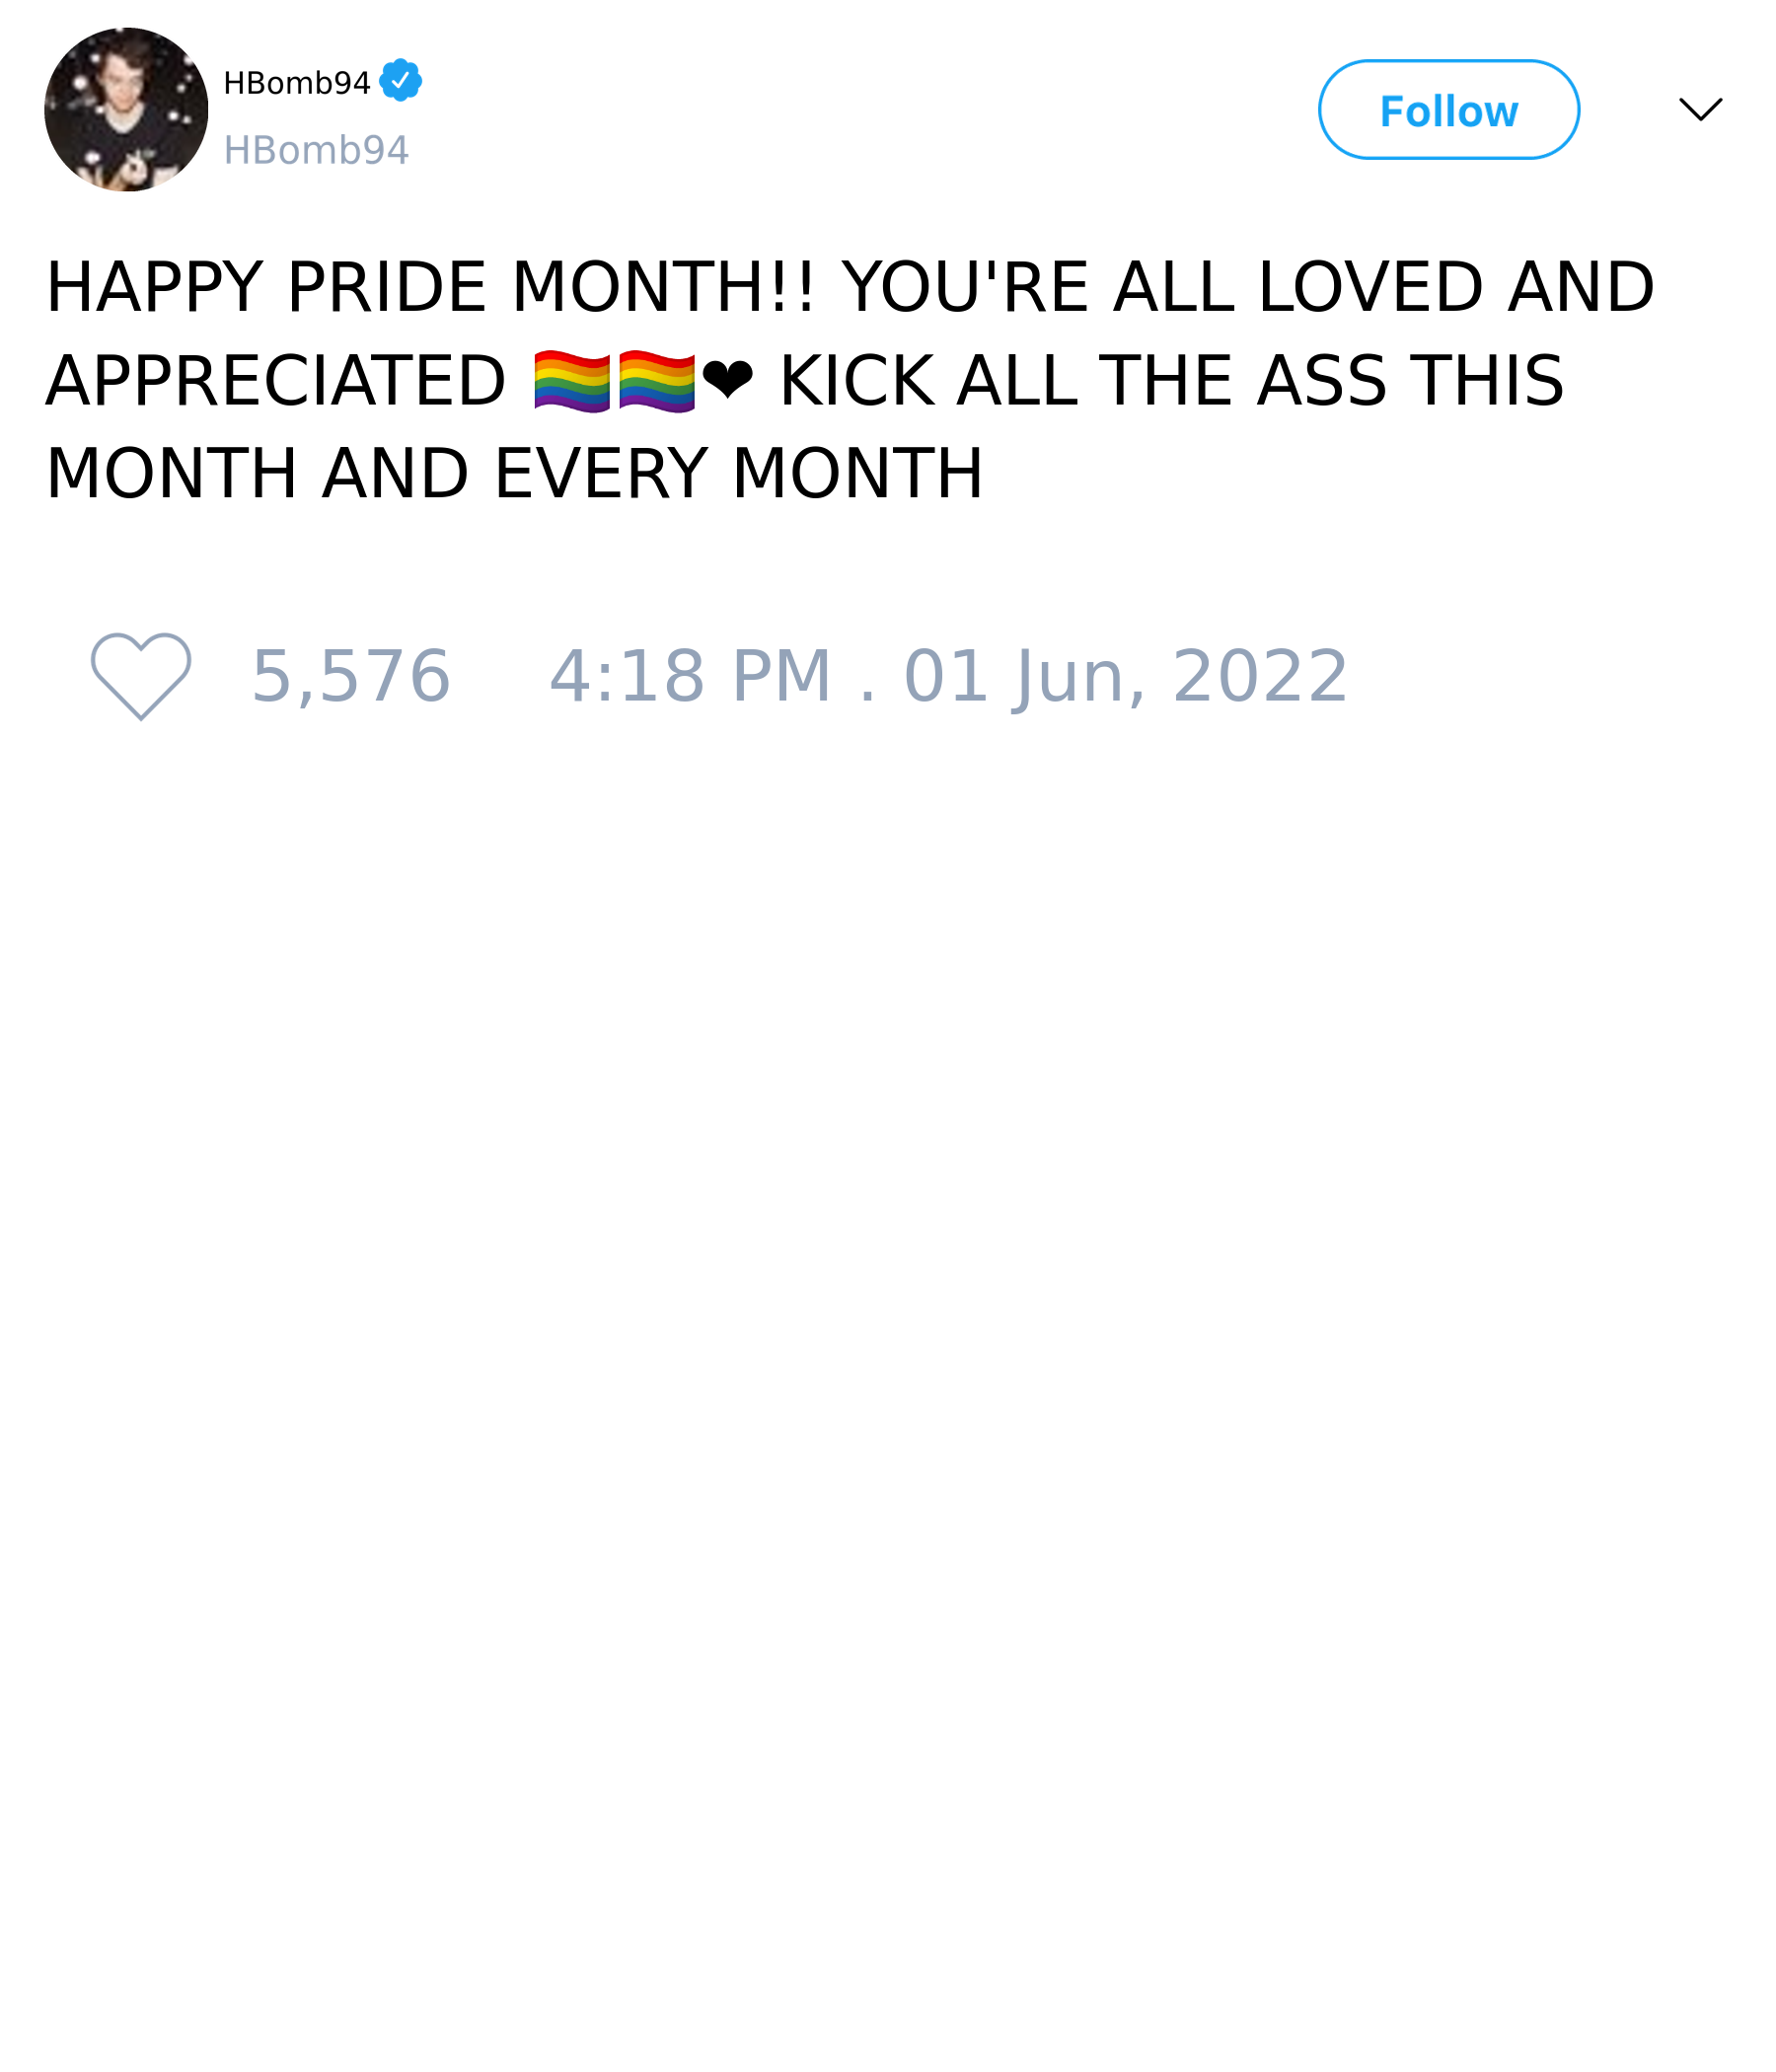 HBomb94
HBomb94
Follow
HAPPY PRIDE MONTH!! YOU'RE ALL LOVED AND
APPRECIATED 🏳️‍🌈🏳️‍🌈❤ KICK ALL THE ASS THIS
MONTH AND EVERY MONTH
5,576 4:18 PM . 01 Jun, 2022